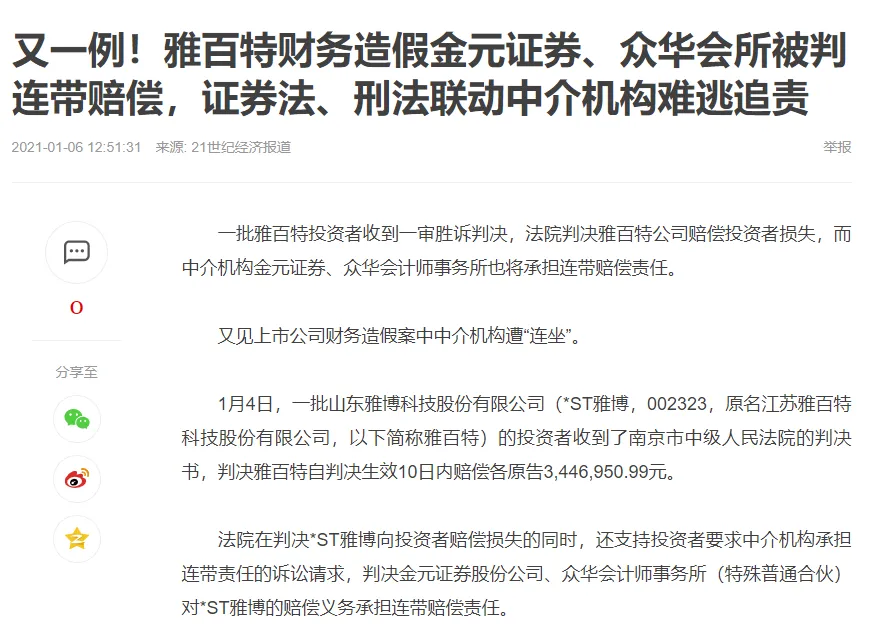 又一例！雅百特财务造假金元证券、众华会所被判
连带赔偿，证券法、刑法联动中介机构难逃追责
2021-01-06 12:51:31 来源: 21世纪经济报道 举报
一批雅百特投资者收到一审胜诉判决，法院判决雅百特公司赔偿投资者损失，而
中介机构金元证券、众华会计师事务所也将承担连带赔偿责任。
0
又见上市公司财务造假案中中介机构遭“连坐”。
分享至
1月4日，一批山东雅博科技股份有限公司（*ST雅博，002323，原名江苏雅百特
科技股份有限公司，以下简称雅百特）的投资者收到了南京市中级人民法院的判决
书，判决雅百特自判决生效10日内赔偿各原告3,446,950.99元。
法院在判决*ST雅博向投资者赔偿损失的同时，还支持投资者要求中介机构承担
连带责任的诉讼请求，判决金元证券股份公司、众华会计师事务所（特殊普通合伙）
对*ST雅博的赔偿义务承担连带赔偿责任。